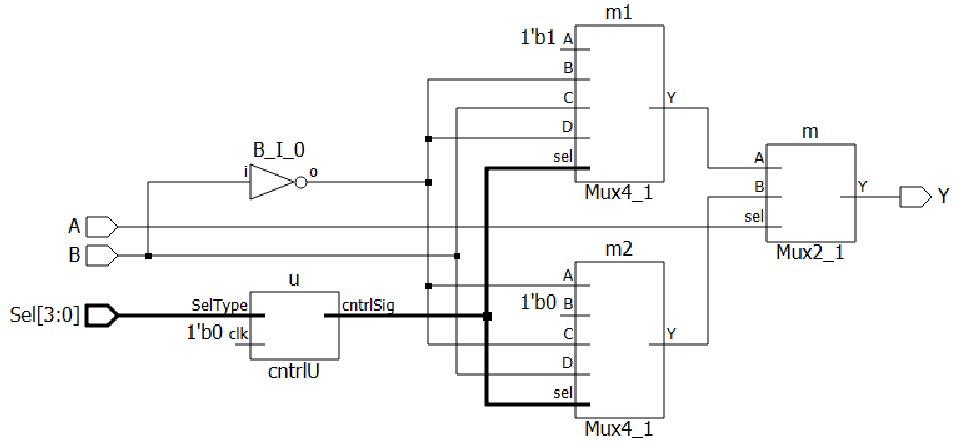 m1
1'b1 A
B
C
D
sel
Y
Mux4_1
B_I_0
i
o
m
A
B
sel
Y
Mux2_1
Y
A
B
m2
A
1'b0 B
C
D
sel
Y
Mux4_1
u
Sel[3:0]
SelType
cntrlSig
1'b0 clk
cntrlU